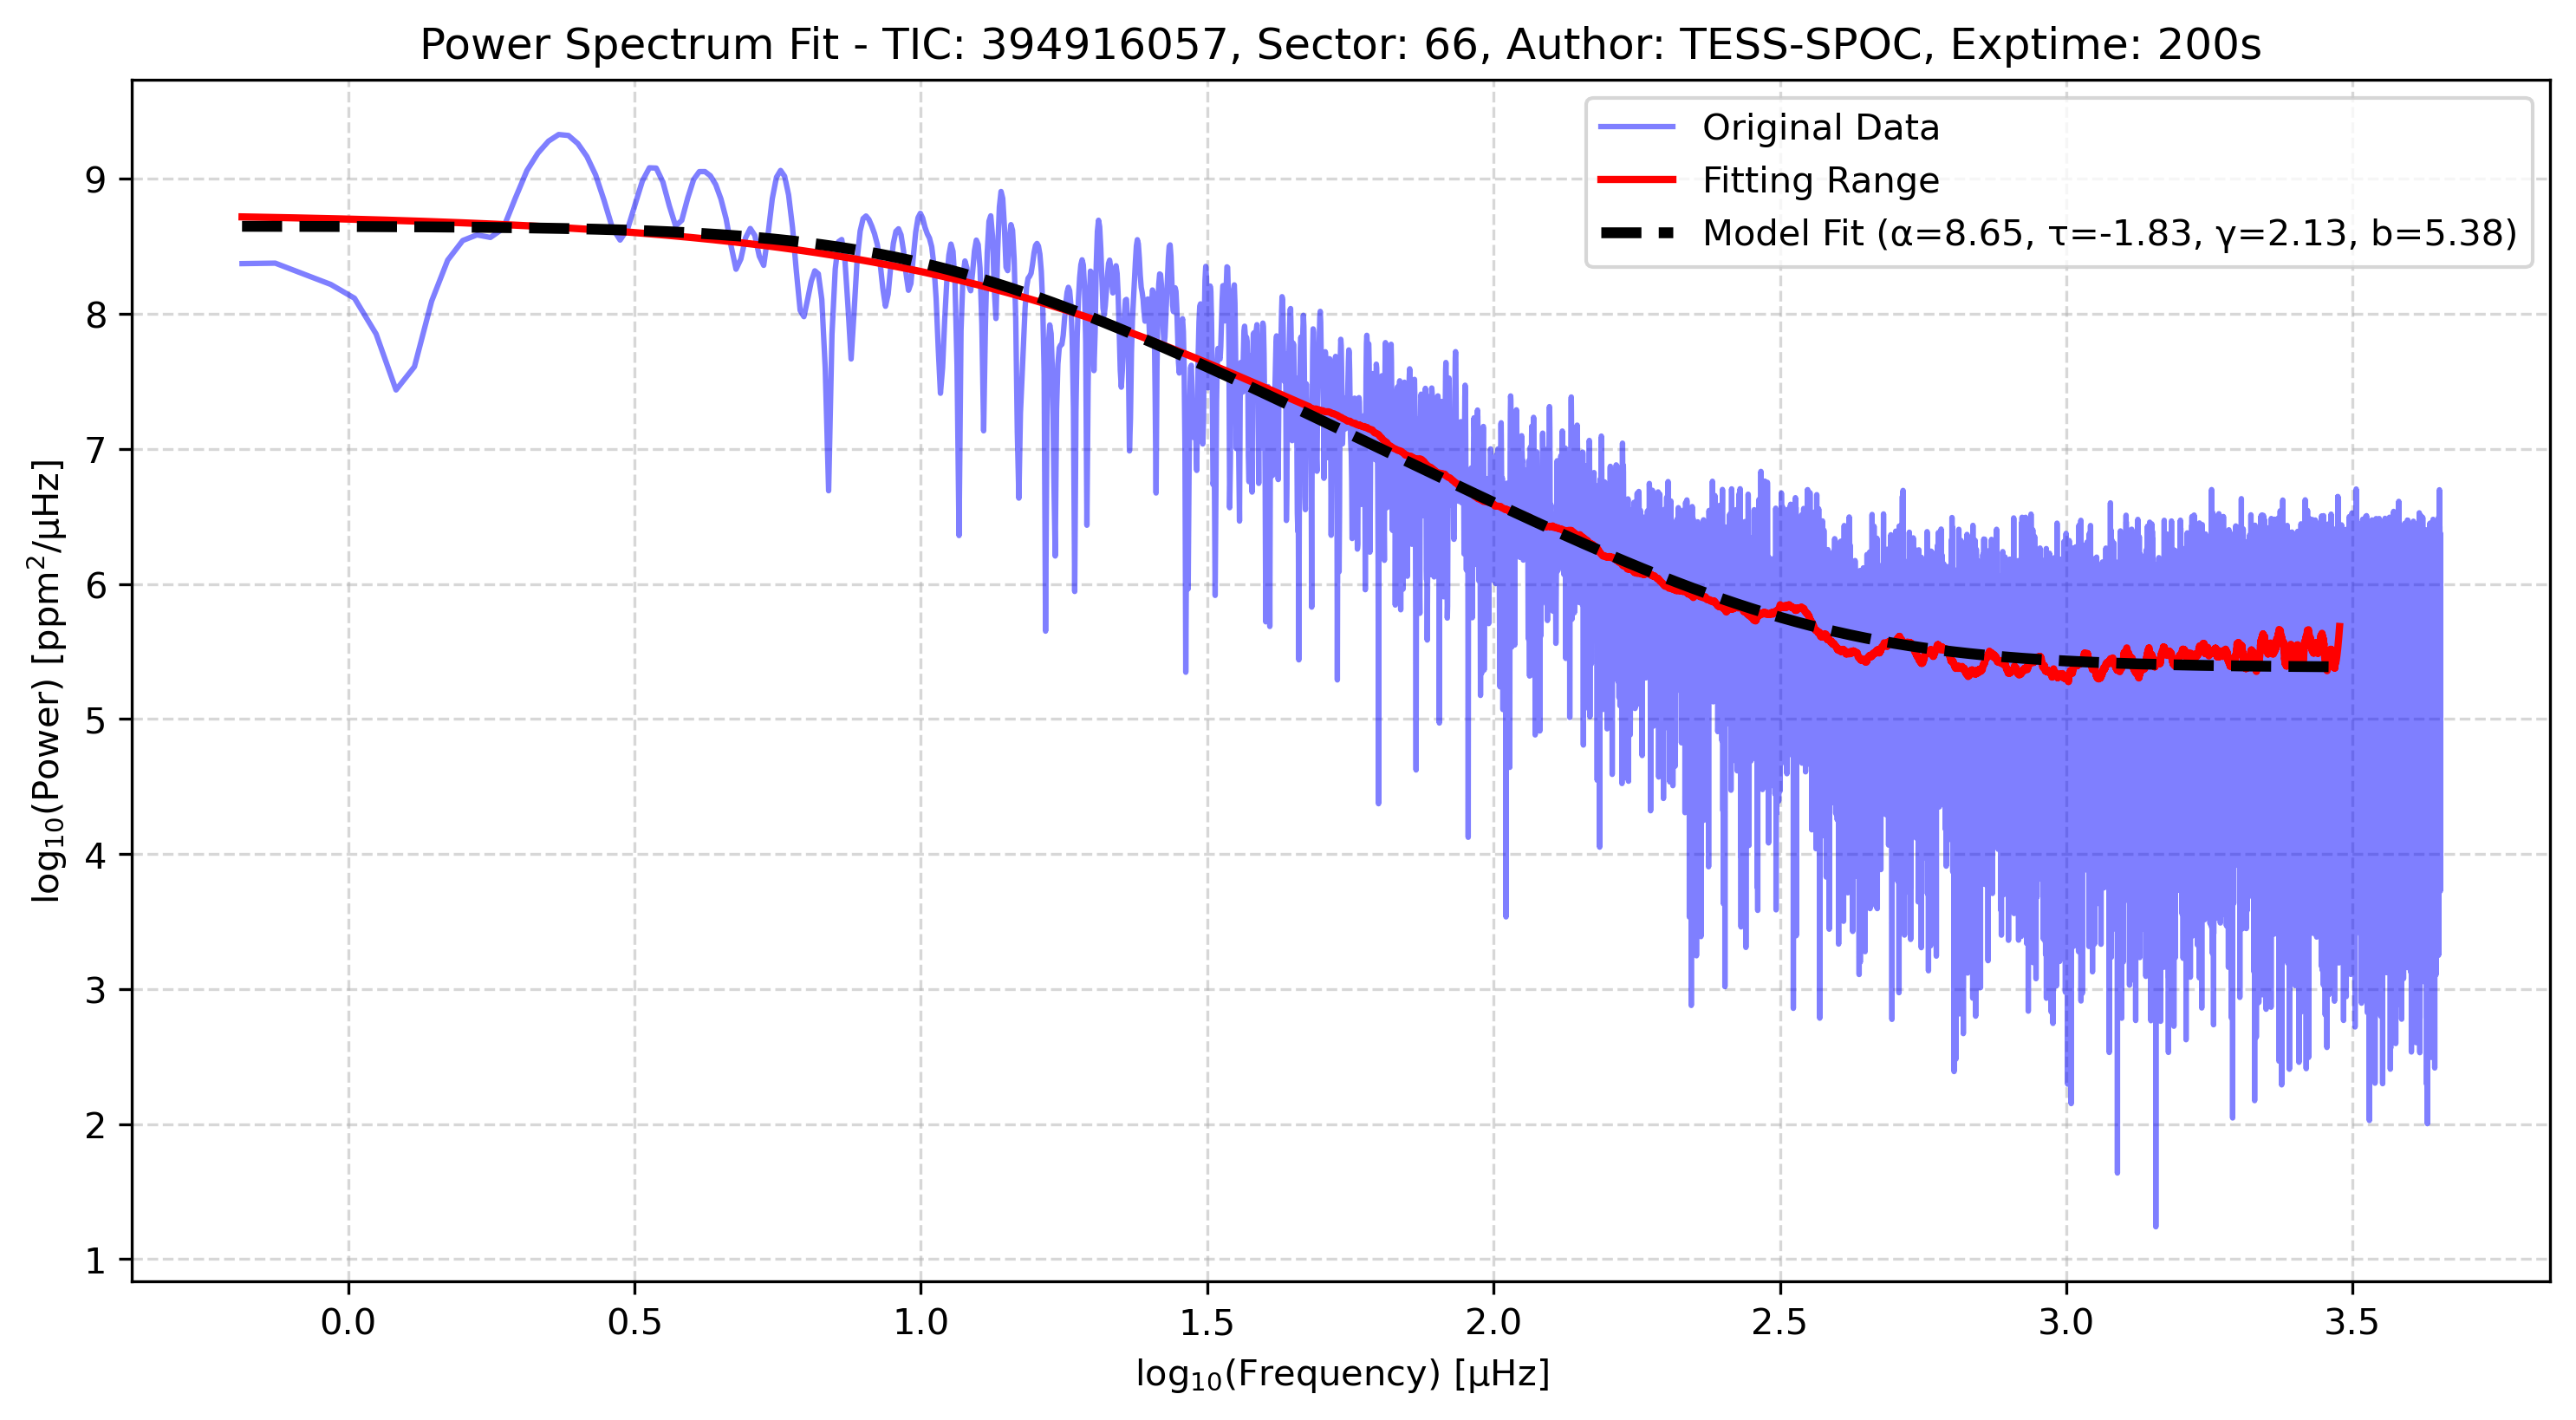 Power Spectrum Fit - TIC: 394916057, Sector: 66, Author: TESS-SPOC, Exptime: 200s
Original Data
Fitting Range
Model Fit (α=8.65, τ=-1.83, γ=2.13, b=5.38)
log₁₀(Power) [ppm²/μHz]
9
8
7
6
5
4
3
2
1
0.0 0.5 1.0 1.5 2.0 2.5 3.0 3.5
log₁₀(Frequency) [μHz]